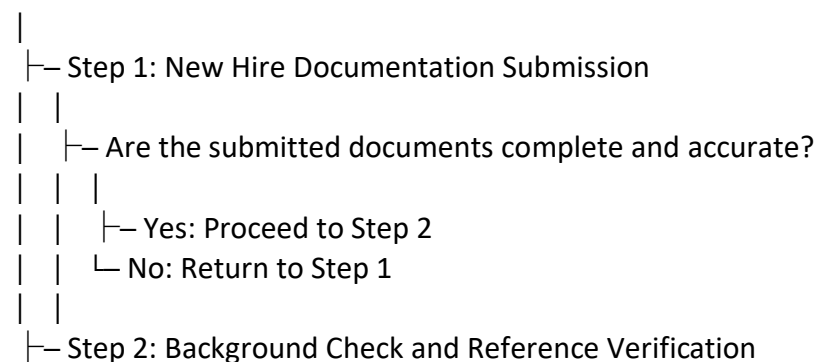 |
├– Step 1: New Hire Documentation Submission
| |
| ├– Are the submitted documents complete and accurate?
| | |
| | ├– Yes: Proceed to Step 2
| | └– No: Return to Step 1
| |
├– Step 2: Background Check and Reference Verification